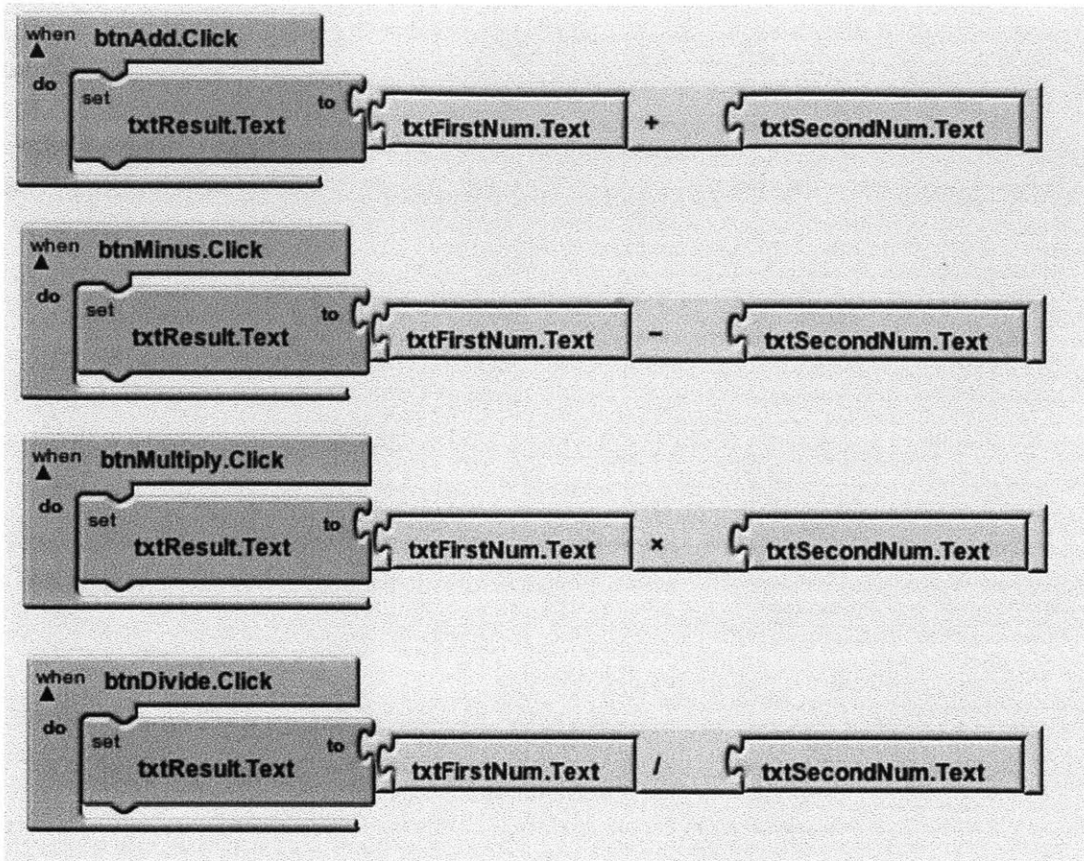 when btnAdd.Click
do set to
txtResult.Text txtFirstNum.Text + txtSecondNum.Text
when btnMinus.Click
do set to
txtResult.Text txtFirstNum.Text - txtSecondNum.Text
when btnMultiply.Click
do set to
txtResult.Text txtFirstNum.Text × txtSecondNum.Text
when btnDivide.Click
do set to
txtResult.Text txtFirstNum.Text / txtSecondNum.Text